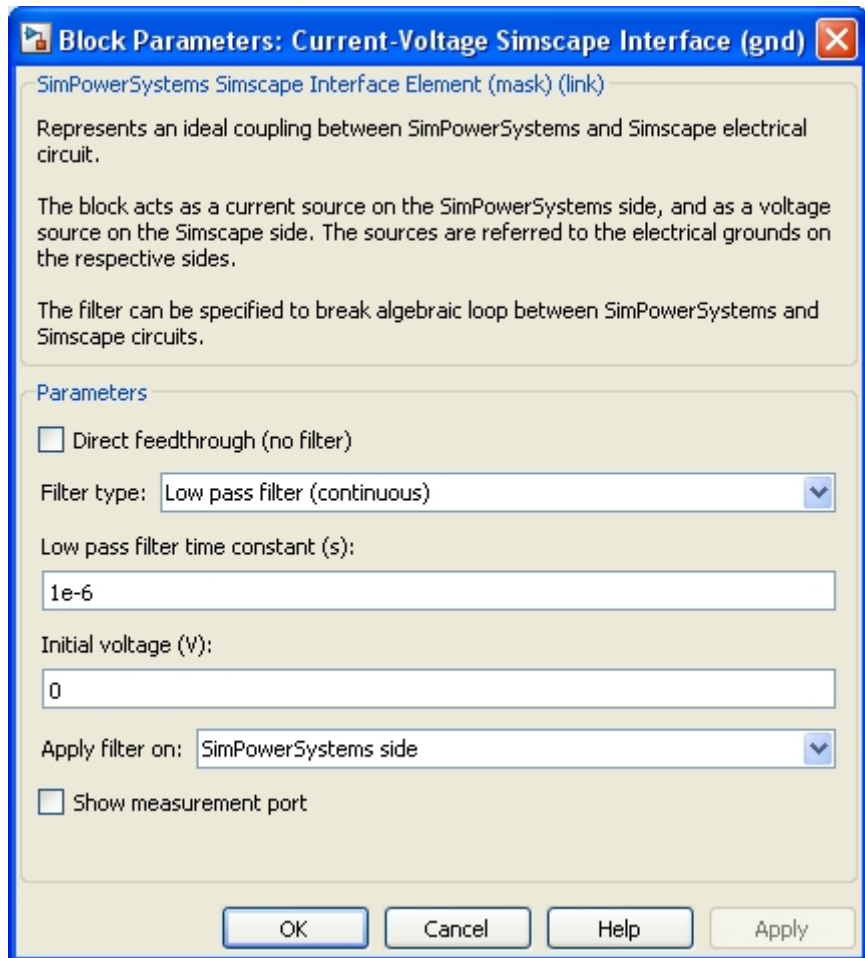 Block Parameters: Current-Voltage Simscape Interface (gnd)
SimPowerSystems Simscape Interface Element (mask) (link)
Represents an ideal coupling between SimPowerSystems and Simscape electrical
circuit.
The block acts as a current source on the SimPowerSystems side, and as a voltage
source on the Simscape side. The sources are referred to the electrical grounds on
the respective sides.
The filter can be specified to break algebraic loop between SimPowerSystems and
Simscape circuits.
Parameters
Direct feedthrough (no filter)
Filter type: Low pass filter (continuous)
Low pass filter time constant (s):
1e-6
Initial voltage (V):
0
Apply filter on: SimPowerSystems side
Show measurement port
OK Cancel Help Apply